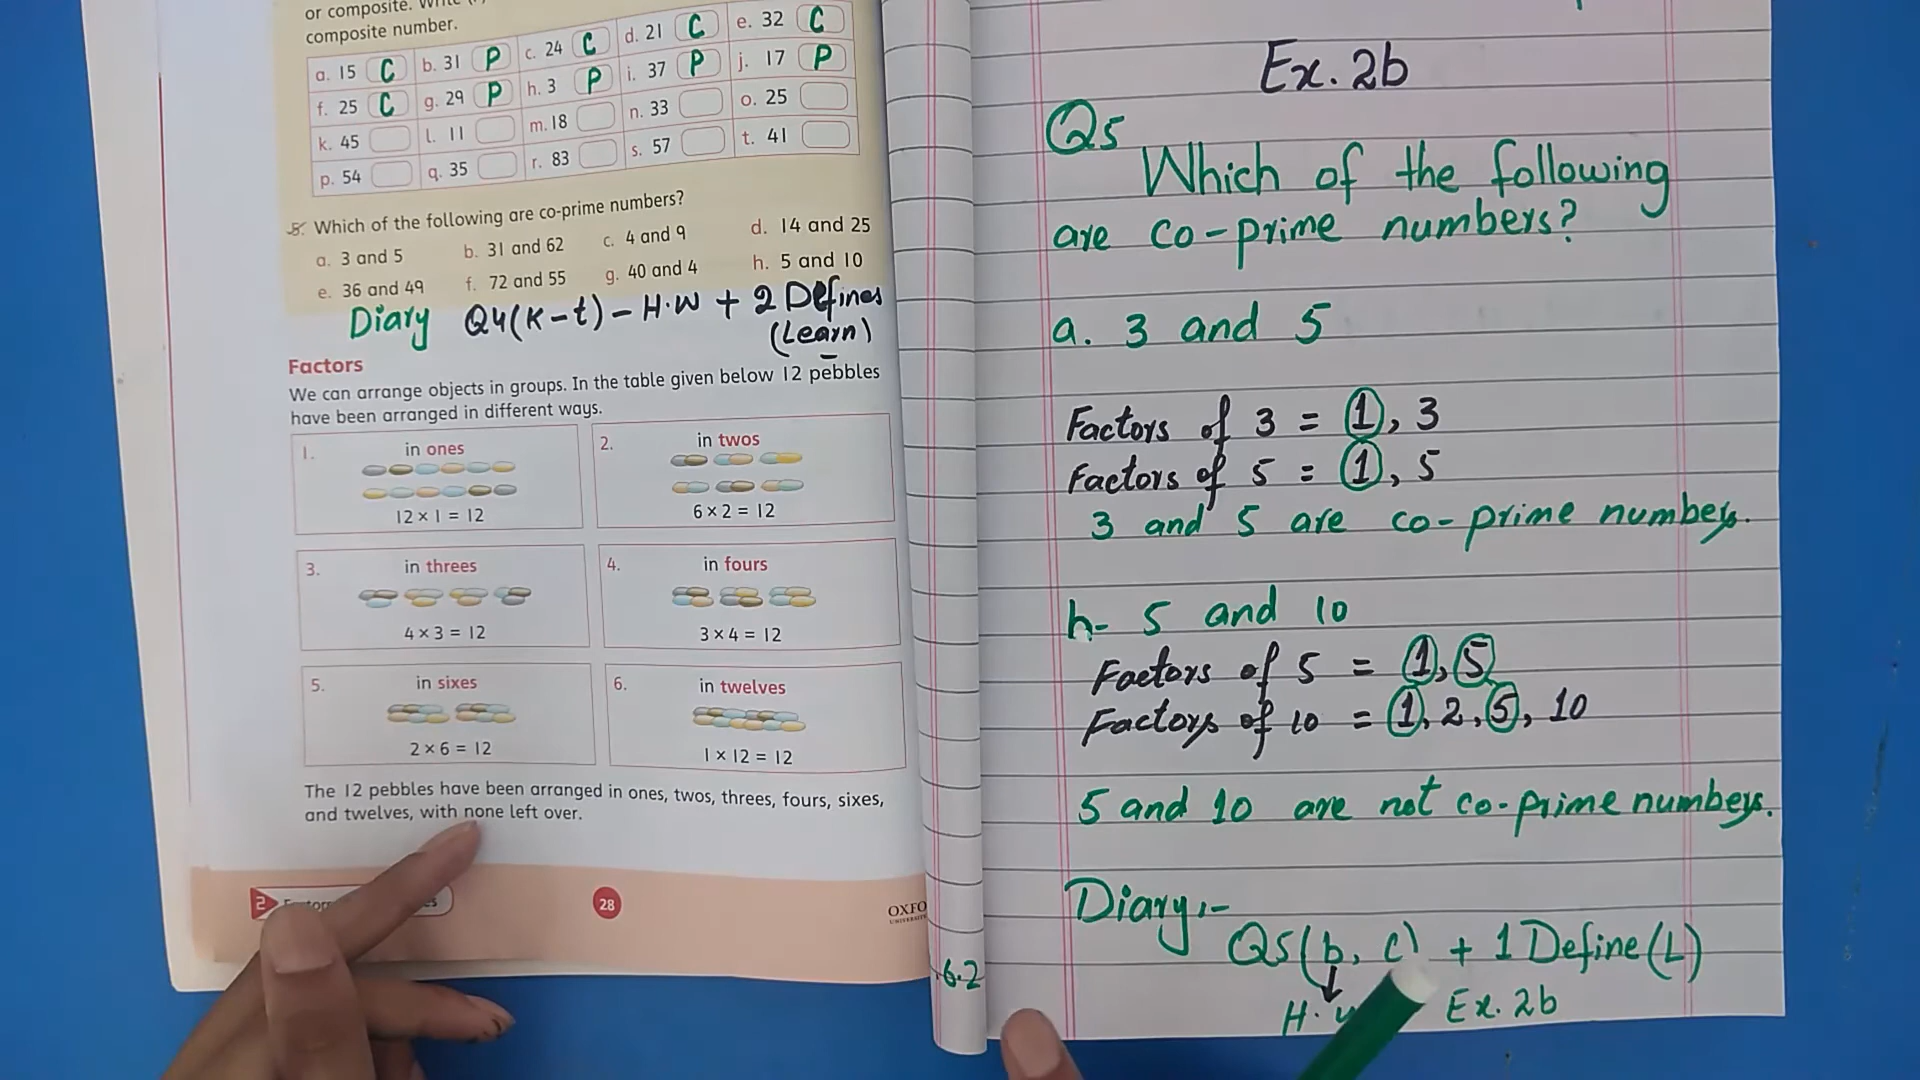 or composite. Write
composite number.
a. 15 C b. 31 P c. 24 C d. 21 C e. 32 C
f. 25 C g. 29 P h. 3 P i. 37 P j. 17 P
k. 45 l. 11 m. 18 n. 33 o. 25
p. 54 q. 35 r. 83 s. 57 t. 41
5. Which of the following are co-prime numbers?
a. 3 and 5 b. 31 and 62 c. 4 and 9 d. 14 and 25
e. 36 and 49 f. 72 and 55 g. 40 and 4 h. 5 and 10
Diary Q4(K-t) - H.W + 2 Defines
(Learn)
Factors
We can arrange objects in groups. In the table given below 12 pebbles
have been arranged in different ways.
1. in ones
12 × 1 = 12
2. in twos
6 × 2 = 12
3. in threes
4 × 3 = 12
4. in fours
3 × 4 = 12
5. in sixes
2 × 6 = 12
6. in twelves
1 × 12 = 12
The 12 pebbles have been arranged in ones, twos, threes, fours, sixes,
and twelves, with none left over.
2
28
OXFO
6.2
Ex. 2b
Q5
Which of the following
are co-prime numbers?
a. 3 and 5
Factors of 3 = 1, 3
Factors of 5 = 1, 5
3 and 5 are co-prime numbers.
h- 5 and 10
Factors of 5 = 1, 5
Factors of 10 = 1, 2, 5, 10
5 and 10 are not co-prime numbers.
Diary:-
Q5(b, c) + 1 Define (L)
H. Ex. 2b